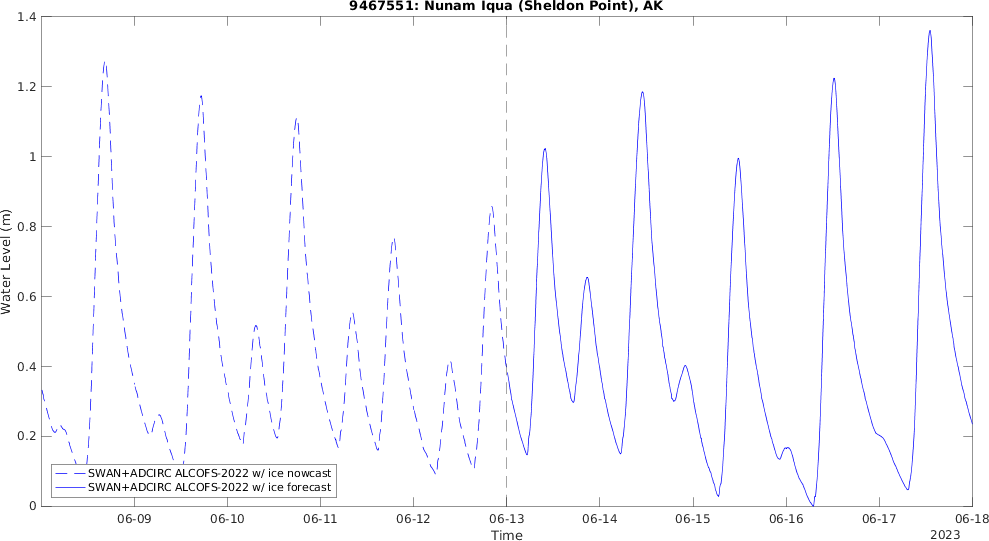 9467551: Nunam Iqua (Sheldon Point), AK
1.4
1.2
1
0.8
0.6
0.4
0.2
0
Water Level (m)
SWAN+ADCIRC ALCOFS-2022 w/ ice nowcast
SWAN+ADCIRC ALCOFS-2022 w/ ice forecast
06-09 06-10 06-11 06-12 06-13 06-14 06-15 06-16 06-17 06-18
Time
2023